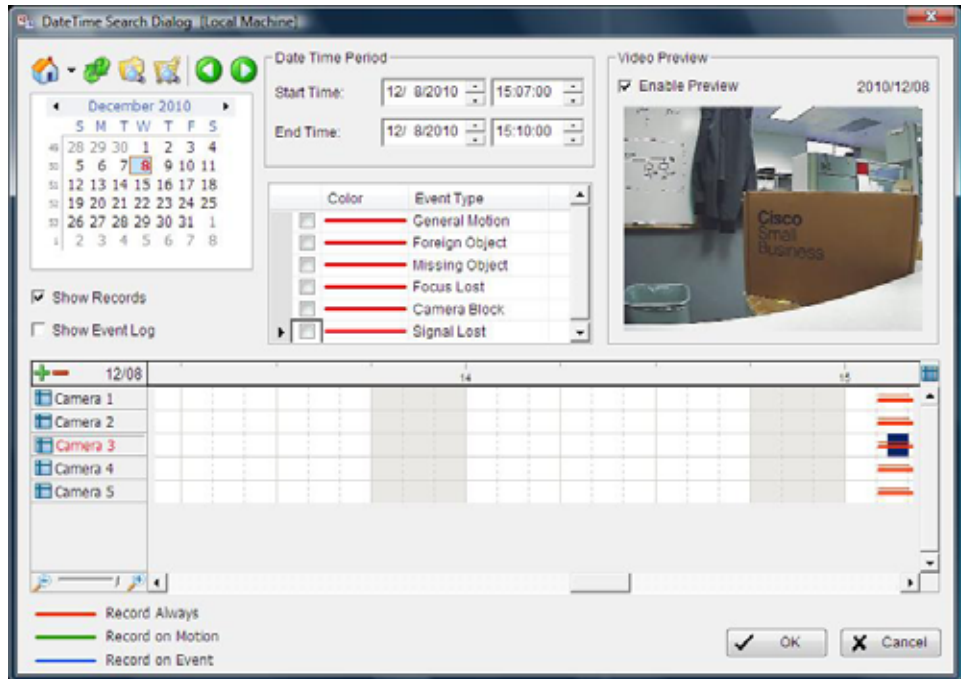 DateTime Search Dialog [Local Machine]
December 2010
S M T W T F S
49 28 29 30 1 2 3 4
50 5 6 7 8 9 10 11
51 12 13 14 15 16 17 18
52 19 20 21 22 23 24 25
53 26 27 28 29 30 31 1
2 3 4 5 6 7 8
Show Records
Show Event Log
Date Time Period
Start Time: 12/ 8/2010 15:07:00
End Time: 12/ 8/2010 15:10:00
Color Event Type
General Motion
Foreign Object
Missing Object
Focus Lost
Camera Block
Signal Lost
Video Preview
Enable Preview 2010/12/08
Cisco
Small
Business
12/08 14 15
Camera 1
Camera 2
Camera 3
Camera 4
Camera 5
Record Always
Record on Motion
Record on Event
OK Cancel